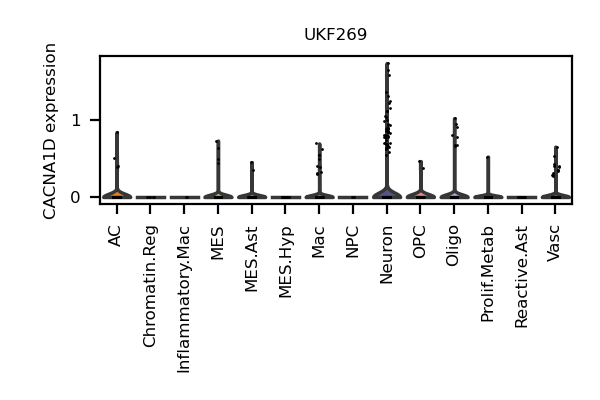 UKF269
CACNA1D expression
1
0
AC
Chromatin.Reg
Inflammatory.Mac
MES
MES.Ast
MES.Hyp
Mac
NPC
Neuron
OPC
Oligo
Prolif.Metab
Reactive.Ast
Vasc